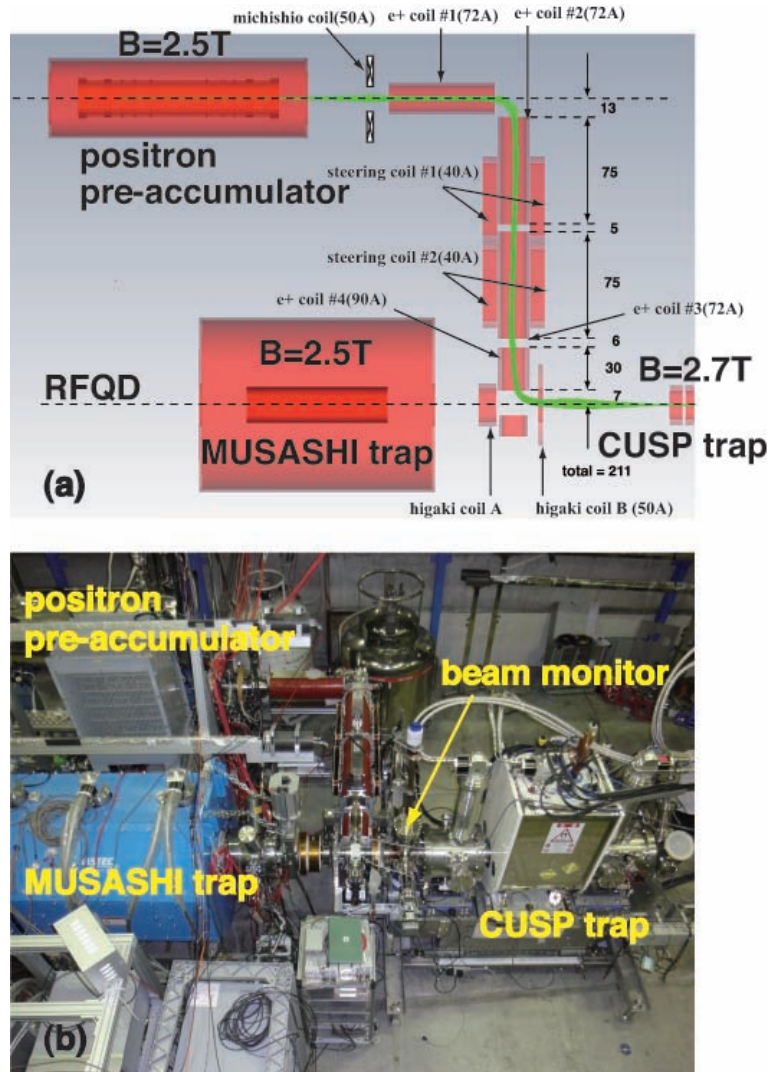 michishio coil(50A)
e+ coil #1(72A)
e+ coil #2(72A)
B=2.5T
13
positron
pre-accumulator
steering coil #1(40A)
75
5
steering coil #2(40A)
75
e+ coil #4(90A)
e+ coil #3(72A)
6
B=2.5T
30
B=2.7T
RFQD
7
MUSASHI trap
CUSP trap
(a)
total = 211
higaki coil A
higaki coil B (50A)
positron
pre-accumulator
beam monitor
MUSASHI trap
CUSP trap
(b)